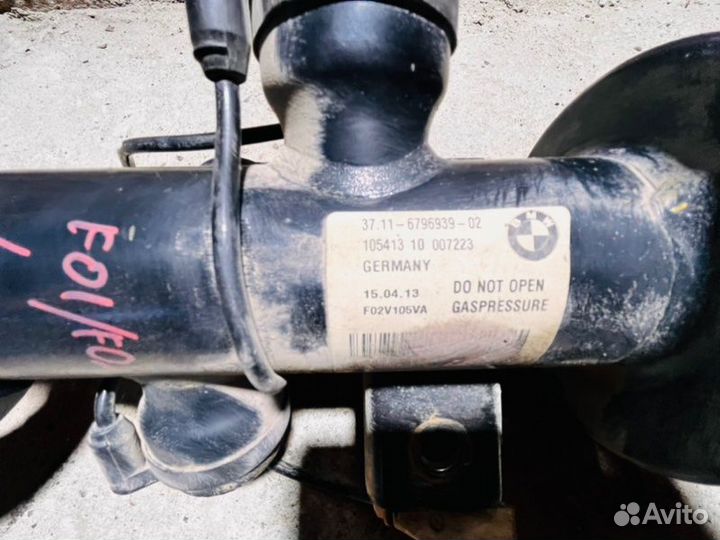 37.11-6796939-02
105413 10 007223
GERMANY
15.04.13
F02V105VA
DO NOT OPEN
GASPRESSURE
BMW
F01/F0
Avito